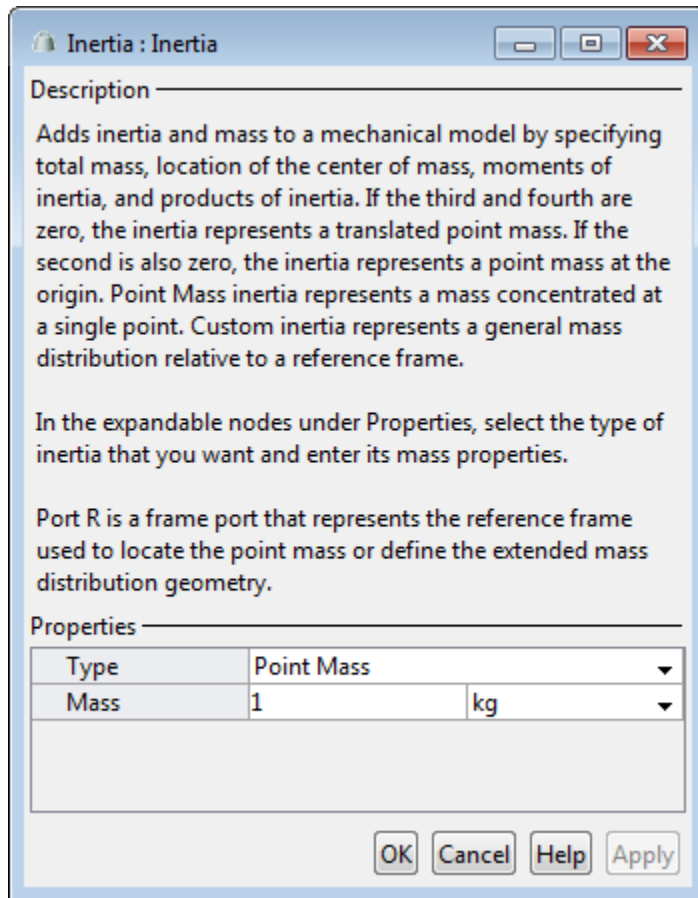 Inertia : Inertia
Description
Adds inertia and mass to a mechanical model by specifying
total mass, location of the center of mass, moments of
inertia, and products of inertia. If the third and fourth are
zero, the inertia represents a translated point mass. If the
second is also zero, the inertia represents a point mass at the
origin. Point Mass inertia represents a mass concentrated at
a single point. Custom inertia represents a general mass
distribution relative to a reference frame.
In the expandable nodes under Properties, select the type of
inertia that you want and enter its mass properties.
Port R is a frame port that represents the reference frame
used to locate the point mass or define the extended mass
distribution geometry.
Properties
Type Point Mass
Mass 1 kg
OK Cancel Help Apply